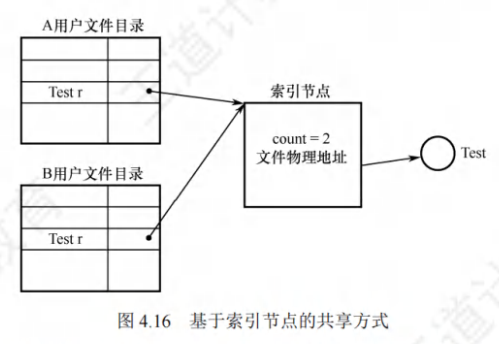 A用户文件目录
Test r
索引节点
count = 2
文件物理地址
Test
B用户文件目录
Test r
图 4.16 基于索引节点的共享方式